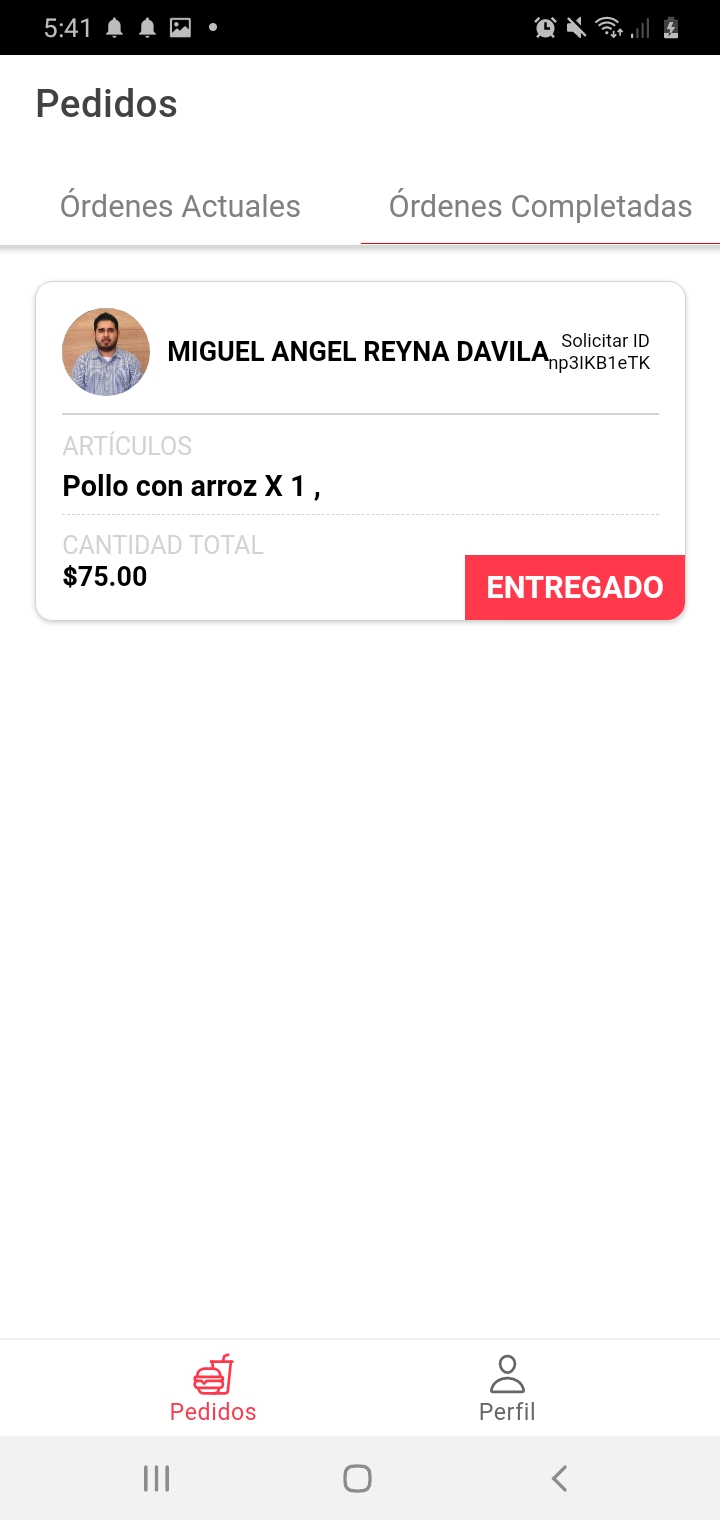 5:41
Pedidos
Órdenes Actuales Órdenes Completadas
MIGUEL ANGEL REYNA DAVILA
Solicitar ID
np3IKB1eTK
ARTÍCULOS
Pollo con arroz X 1 ,
CANTIDAD TOTAL
$75.00
ENTREGADO
Pedidos Perfil